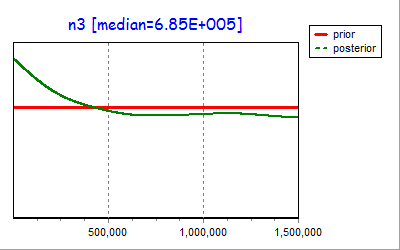 n3 [median=6.85E+005]
prior
posterior
500,000
1,000,000
1,500,000